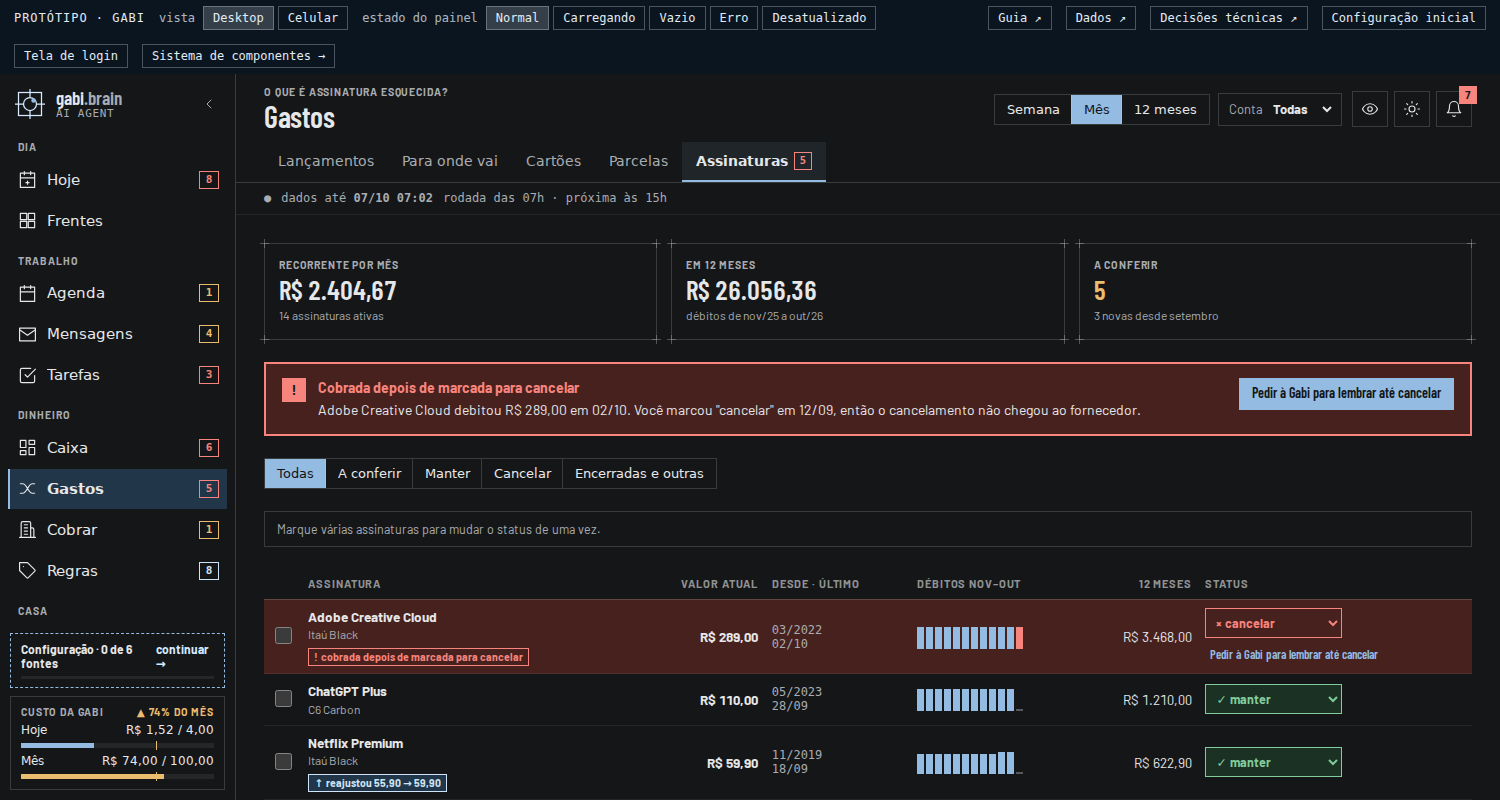 PROTÓTIPO · GABI vista Desktop Celular estado do painel Normal Carregando Vazio Erro Desatualizado Guia ↗ Dados ↗ Decisões técnicas ↗ Configuração inicial
Tela de login Sistema de componentes →
gabi.brain
AI AGENT
DIA
Hoje 8
Frentes
TRABALHO
Agenda 1
Mensagens 4
Tarefas 3
DINHEIRO
Caixa 6
Gastos 5
Cobrar 1
Regras 8
CASA
Configuração · 0 de 6 fontes
continuar →
CUSTO DA GABI ▲ 74% DO MÊS
Hoje R$ 1,52 / 4,00
Mês R$ 74,00 / 100,00
O QUE É ASSINATURA ESQUECIDA?
Gastos
Semana Mês 12 meses Conta Todas 7
Lançamentos Para onde vai Cartões Parcelas Assinaturas 5
● dados até 07/10 07:02 rodada das 07h · próxima às 15h
RECORRENTE POR MÊS
R$ 2.404,67
14 assinaturas ativas
EM 12 MESES
R$ 26.056,36
débitos de nov/25 a out/26
A CONFERIR
5
3 novas desde setembro
! Cobrada depois de marcada para cancelar
Adobe Creative Cloud debitou R$ 289,00 em 02/10. Você marcou "cancelar" em 12/09, então o cancelamento não chegou ao fornecedor.
Pedir à Gabi para lembrar até cancelar
Todas A conferir Manter Cancelar Encerradas e outras
Marque várias assinaturas para mudar o status de uma vez.
ASSINATURA VALOR ATUAL DESDE · ÚLTIMO DÉBITOS NOV–OUT 12 MESES STATUS
Adobe Creative Cloud
Itaú Black
! cobrada depois de marcada para cancelar
R$ 289,00
03/2022
02/10
R$ 3.468,00
× cancelar
Pedir à Gabi para lembrar até cancelar
ChatGPT Plus
C6 Carbon
R$ 110,00
05/2023
28/09
R$ 1.210,00
✓ manter
Netflix Premium
Itaú Black
↑ reajustou 55,90 → 59,90
R$ 59,90
11/2019
18/09
R$ 622,90
✓ manter